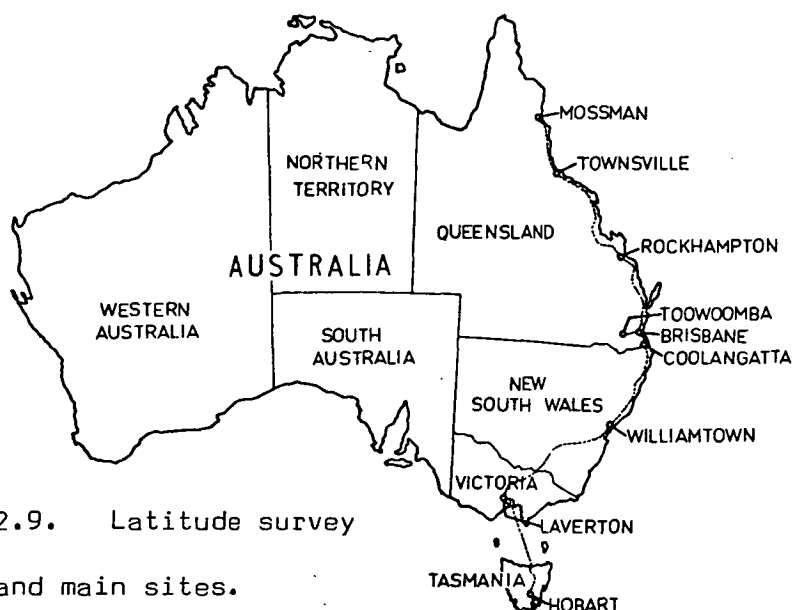 MOSSMAN
TOWNSVILLE
NORTHERN
TERRITORY
QUEENSLAND
ROCKHAMPTON
AUSTRALIA
WESTERN
AUSTRALIA
SOUTH
AUSTRALIA
TOOWOOMBA
BRISBANE
COOLANGATTA
NEW
SOUTH WALES
WILLIAMTOWN
VICTORIA
2.9. Latitude survey
LAVERTON
and main sites.
TASMANIA
HOBART